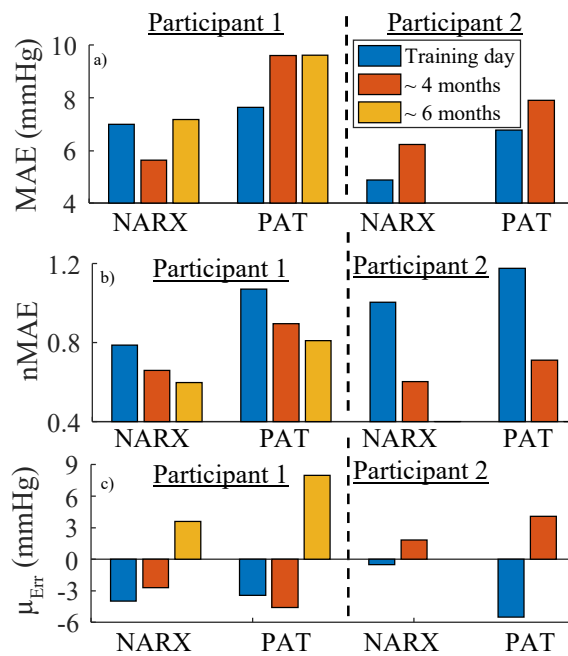 Participant 1
Participant 2
a)
Training day
~ 4 months
~ 6 months
MAE (mmHg)
10
8
6
4
NARX
PAT
NARX
PAT
Participant 1
Participant 2
b)
nMAE
1.2
0.8
0.4
NARX
PAT
NARX
PAT
Participant 1
Participant 2
c)
μErr (mmHg)
9
6
3
0
-3
-6
NARX
PAT
NARX
PAT